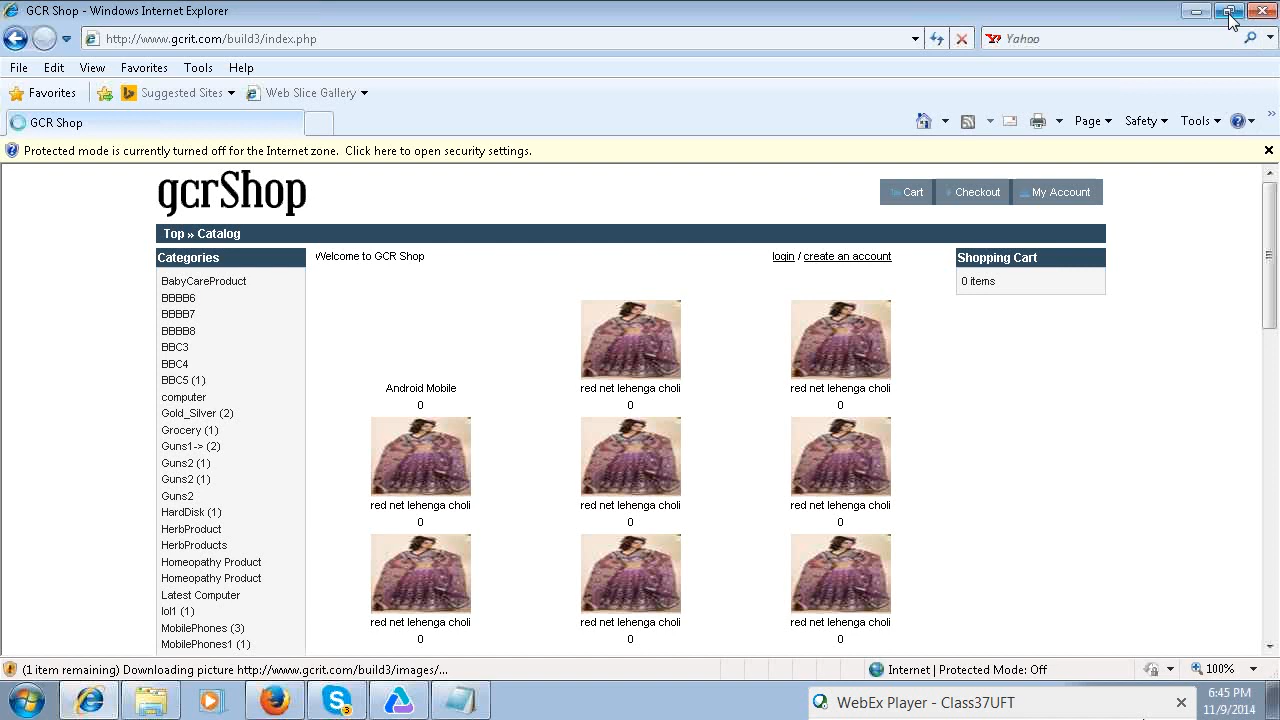 GCR Shop - Windows Internet Explorer
http://www.gcrit.com/build3/index.php
Yahoo
File Edit View Favorites Tools Help
Favorites Suggested Sites Web Slice Gallery
GCR Shop
Page Safety Tools
Protected mode is currently turned off for the Internet zone. Click here to open security settings.
gcrShop
Cart Checkout My Account
Top » Catalog
Categories
BabyCareProduct
BBBB6
BBBB7
BBBB8
BBC3
BBC4
BBC5 (1)
computer
Gold_Silver (2)
Grocery (1)
Guns1-> (2)
Guns2 (1)
Guns2 (1)
Guns2
HardDisk (1)
HerbProduct
HerbProducts
Homeopathy Product
Homeopathy Product
Latest Computer
lol1 (1)
MobilePhones (3)
MobilePhones1 (1)
Welcome to GCR Shop
login / create an account
Android Mobile red net lehenga choli red net lehenga choli
0 0 0
red net lehenga choli red net lehenga choli red net lehenga choli
0 0 0
red net lehenga choli red net lehenga choli red net lehenga choli
0 0 0
Shopping Cart
0 items
(1 item remaining) Downloading picture http://www.gcrit.com/build3/images/...
Internet | Protected Mode: Off
100%
3
WebEx Player - Class37UFT
6:45 PM
11/9/2014